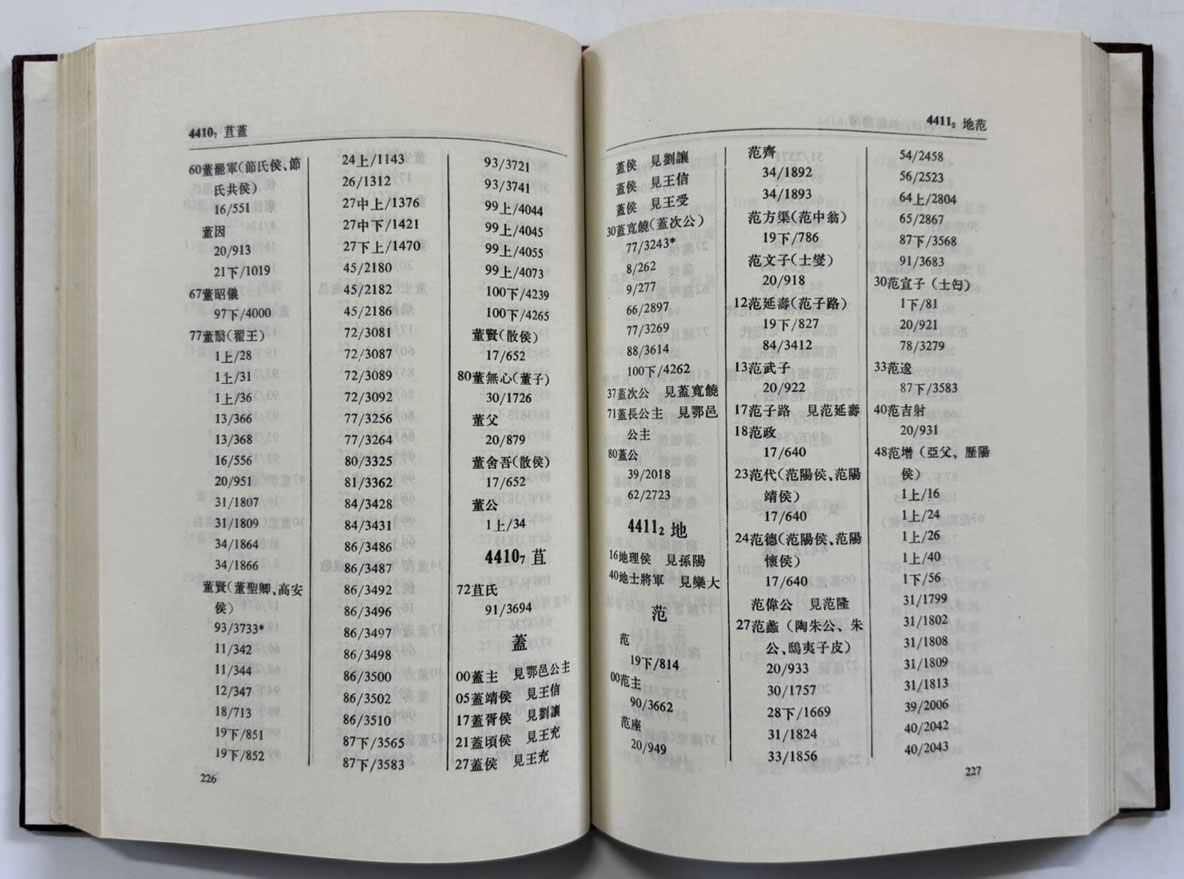 4410₇ 苴蓋
60董罷軍(節氏侯、節
氏共侯)
16/551
董因
20/913
21下/1019
67董昭儀
97下/4000
77董翳(翟王)
1上/28
1上/31
1上/36
13/366
13/368
16/556
20/951
31/1807
31/1809
34/1864
34/1866
董賢(董聖卿、高安
侯)
93/3733*
11/342
11/344
12/347
18/713
19下/851
19下/852
24上/1143
26/1312
27中上/1376
27中下/1421
27下上/1470
45/2180
45/2182
45/2186
72/3081
72/3087
72/3089
72/3092
77/3256
77/3264
80/3325
81/3362
84/3428
84/3431
86/3486
86/3487
86/3492
86/3496
86/3497
86/3498
86/3500
86/3502
86/3510
87下/3565
87下/3583
93/3721
93/3741
99上/4044
99上/4045
99上/4055
99上/4073
100下/4239
100下/4265
董賢(散侯)
17/652
80董無心(董子)
30/1726
董父
20/879
董舍吾(散侯)
17/652
董公
1上/34
4410₇ 苴
72苴氏
91/3694
蓋
00蓋主 見鄂邑公主
05蓋靖侯 見王信
17蓋胥侯 見劉讓
21蓋頃侯 見王充
27蓋侯 見王充
226
4411₂ 地范
蓋侯 見劉讓
蓋侯 見王信
蓋侯 見王受
30蓋寬饒(蓋次公)
77/3243*
8/262
9/277
66/2897
77/3269
88/3614
100下/4262
37蓋次公 見蓋寬饒
71蓋長公主 見鄂邑
公主
80蓋公
39/2018
62/2723
4411₂ 地
16地理侯 見孫陽
40地士將軍 見欒大
范
范
19下/814
00范主
90/3662
范座
20/949
范齊
34/1892
34/1893
范方渠(范中翁)
19下/786
范文子(士燮)
20/918
12范延壽(范子路)
19下/827
84/3412
13范武子
20/922
17范子路 見范延壽
18范政
17/640
23范代(范陽侯、范陽
靖侯)
17/640
24范德(范陽侯、范陽
懷侯)
17/640
范偉公 見范隆
27范蠡(陶朱公、朱
公、鴟夷子皮)
20/933
30/1757
28下/1669
31/1824
33/1856
54/2458
56/2523
64上/2804
65/2867
87下/3568
91/3683
30范宣子(士匄)
1下/81
20/921
78/3279
33范逡
87下/3583
40范吉射
20/931
48范增(亞父、歷陽
侯)
1上/16
1上/24
1上/26
1上/40
1下/56
31/1799
31/1802
31/1808
31/1809
31/1813
39/2006
40/2042
40/2043
227